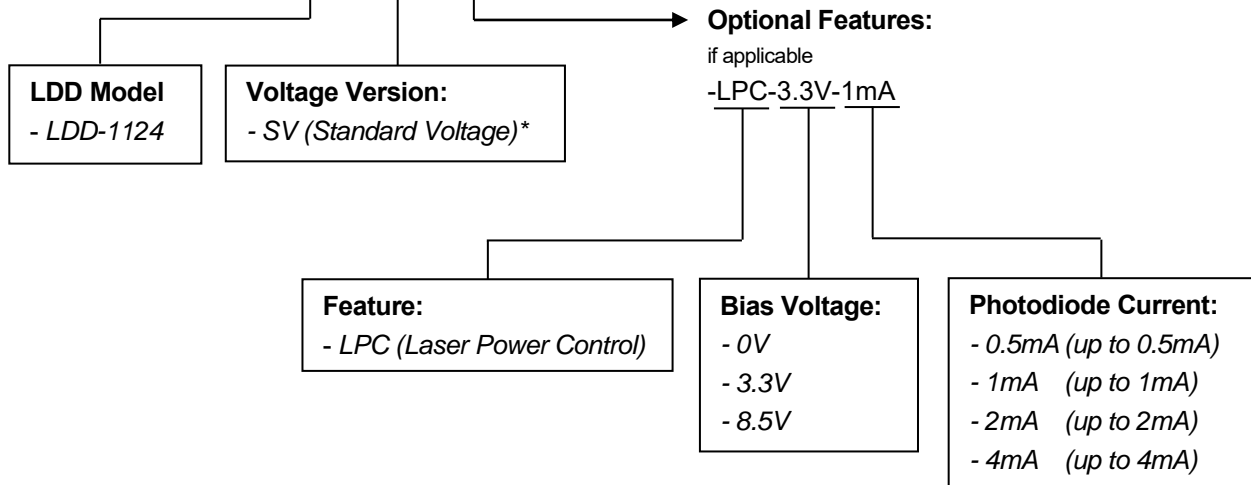 Optional Features:
if applicable
-LPC-3.3V-1mA
LDD Model
- LDD-1124
Voltage Version:
- SV (Standard Voltage)*
Feature:
- LPC (Laser Power Control)
Bias Voltage:
- 0V
- 3.3V
- 8.5V
Photodiode Current:
- 0.5mA (up to 0.5mA)
- 1mA (up to 1mA)
- 2mA (up to 2mA)
- 4mA (up to 4mA)